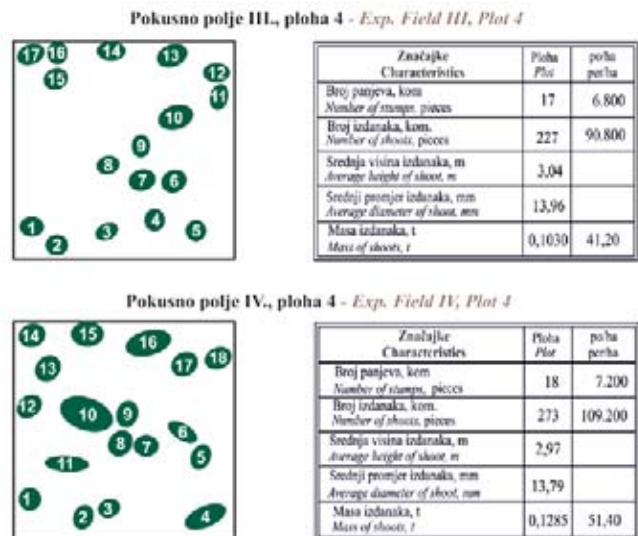 Pokusno polje III., ploha 4 - Exp. Field III, Plot 4
17 16 14 13
15 12
11
10
9
8
7 6
1 2 3 4 5
Značajke Ploha po/ha
Characteristics Plot per/ha
Broj panjeva, kom
Number of stumps, pieces 17 6.800
Broj izdanaka, kom.
Number of shoots, pieces 227 90.800
Srednja visina izdanaka, m
Average height of shoot, m 3,04
Srednji promjer izdanaka, mm
Average diameter of shoot, mm 13,96
Masa izdanaka, t
Mass of shoots, t 0,1030 41,20
Pokusno polje IV., ploha 4 - Exp. Field IV, Plot 4
14 15 16
13 17 18
12 10 9
8 7 6
11 5
1 2 3 4
Značajke Ploha po/ha
Characteristics Plot per/ha
Broj panjeva, kom
Number of stumps, pieces 18 7.200
Broj izdanaka, kom.
Number of shoots, pieces 273 109.200
Srednja visina izdanaka, m
Average height of shoot, m 2,97
Srednji promjer izdanaka, mm
Average diameter of shoot, mm 13,79
Masa izdanaka, t
Mass of shoots, t 0,1285 51,40